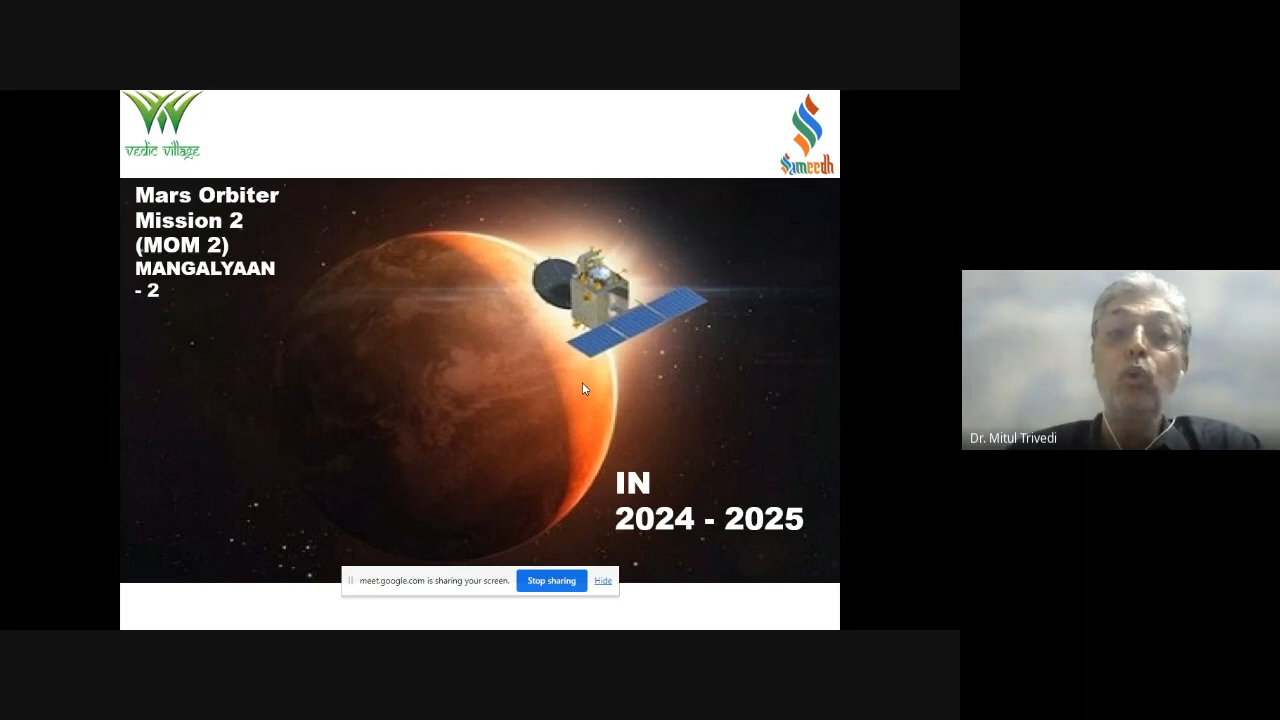 vedic village
Sameedh
Mars Orbiter
Mission 2
(MOM 2)
MANGALYAAN
- 2
IN
2024 - 2025
meet.google.com is sharing your screen.
Stop sharing
Hide
Dr. Mitul Trivedi